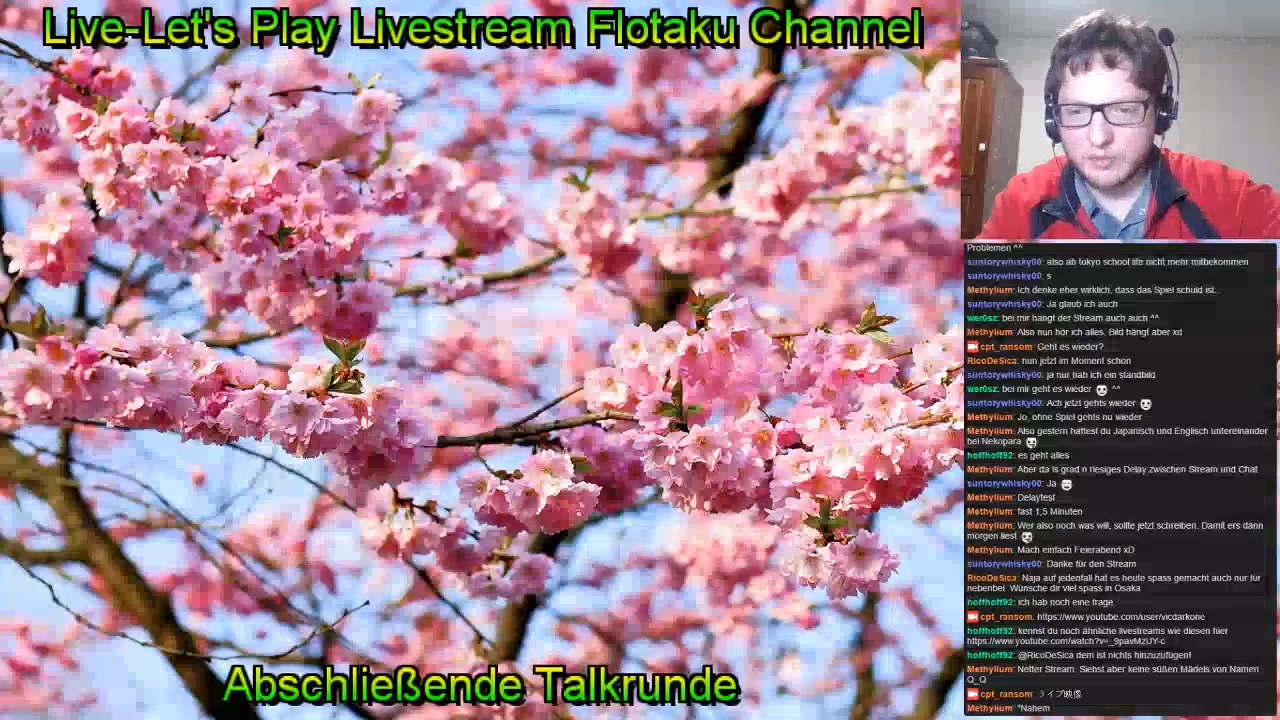 Live-Let's Play Livestream Flotaku Channel
Problemen ^^
suntorywhisky00: also ab tokyo school life nicht mehr mitbekommen
suntorywhisky00: s
Methylium: Ich denke eher wirklich, dass das Spiel schuld ist..
suntorywhisky00: Ja glaub ich auch
wer0sz: bei mir hängt der Stream auch auch ^^
Methylium: Also nun hör ich alles. Bild hängt aber xd
cpt_ransom: Geht es wieder?
RicoDeSica: nun jetzt im Moment schon
suntorywhisky00: ja nur hab ich ein standbild
wer0sz: bei mir geht es wieder ^^
suntorywhisky00: Ach jetzt gehts wieder
Methylium: Jo, ohne Spiel gehts nu wieder
Methylium: Also gestern hattest du Japanisch und Englisch untereinander
bei Nekopara
hoffhoff92: es geht alles
Methylium: Aber da is grad n riesiges Delay zwischen Stream und Chat
suntorywhisky00: Ja
Methylium: Delaytest
Methylium: fast 1,5 Minuten
Methylium: Wer also noch was will, sollte jetzt schreiben. Damit ers dann
morgen liest
Methylium: Mach einfach Feierabend xD
suntorywhisky00: Danke für den Stream
RicoDeSica: Naja auf jedenfall hat es heute spass gemacht auch nur für
nebenbei. Wünsche dir viel spass in Osaka
hoffhoff92: ich hab noch eine frage
cpt_ransom: https://www.youtube.com/user/vicdarkone
hoffhoff92: kennst du noch ähnliche livestreams wie diesen hier
https://www.youtube.com/watch?v=_9pavMzUY-c
hoffhoff92: @RicoDeSica dem ist nichts hinzuzufügen!
Methylium: Netter Stream. Siehst aber keine süßen Mädels von Namen
Q_Q
cpt_ransom: ライブ映像
Methylium: *Nahem
Abschließende Talkrunde